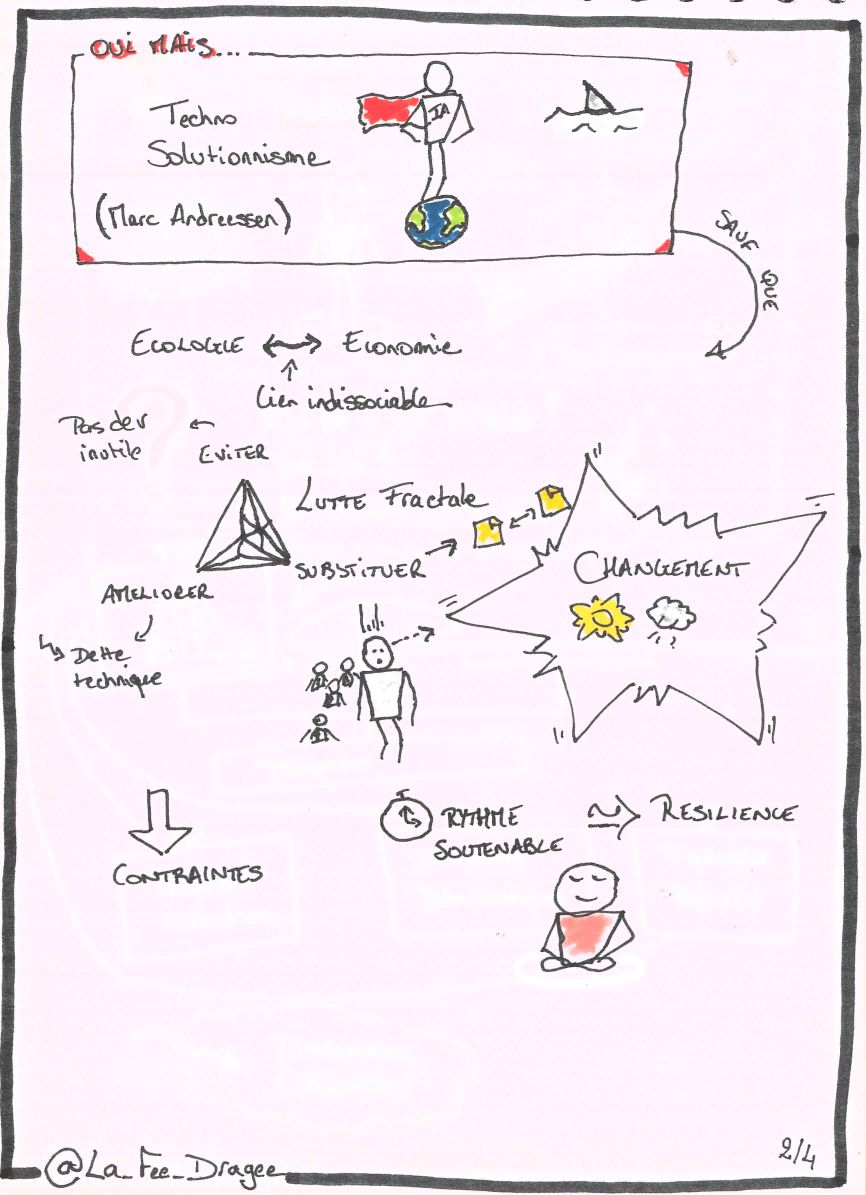 OUI MAIS...
Techno
Solutionnisme
(Marc Andreessen)
IA
SAUF QUE
ECOLOGIE ECONOMIE
Lien indissociable
Pas dev
inutile
EVITER
LUTTE Fractale
SUBSTITUER
AMELIORER
Dette
technique
CHANGEMENT
CONTRAINTES
RYTHME
SOUTENABLE
RESILIENCE
@La_Fee_Dragee
2/4